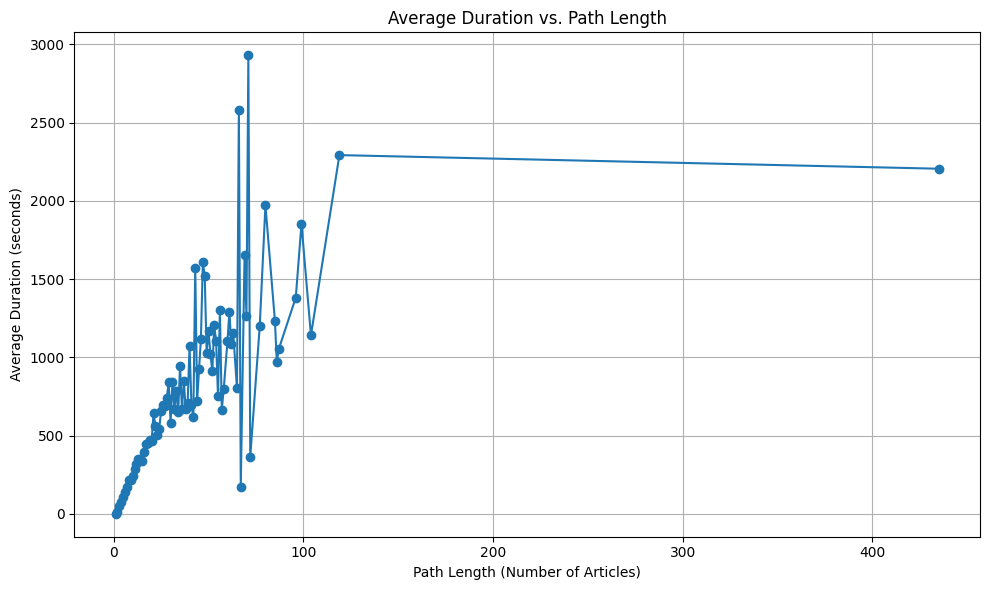 Average Duration vs. Path Length
Average Duration (seconds)
3000
2500
2000
1500
1000
500
0
0 100 200 300 400
Path Length (Number of Articles)